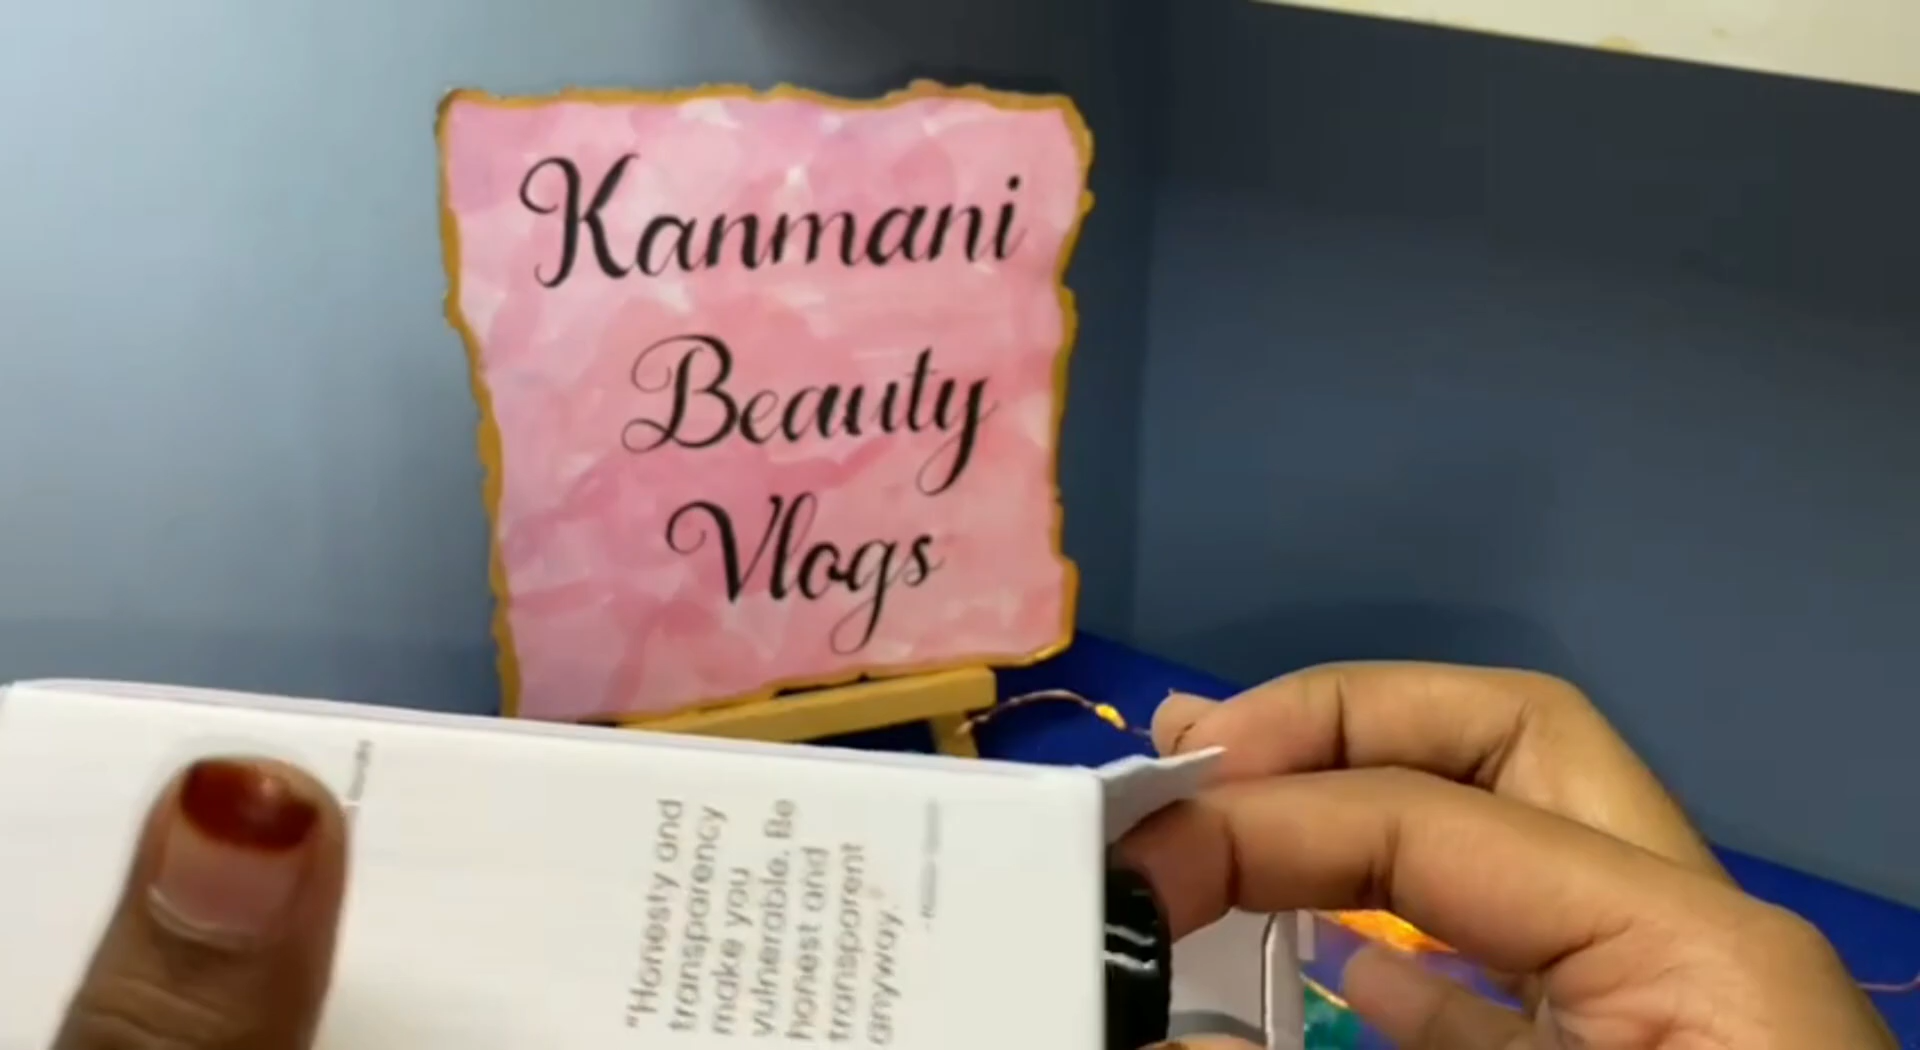 Kanmani
Beauty
Vlogs
"Honesty and
transparency
make you
vulnerable. Be
honest and
transparent
anyway."